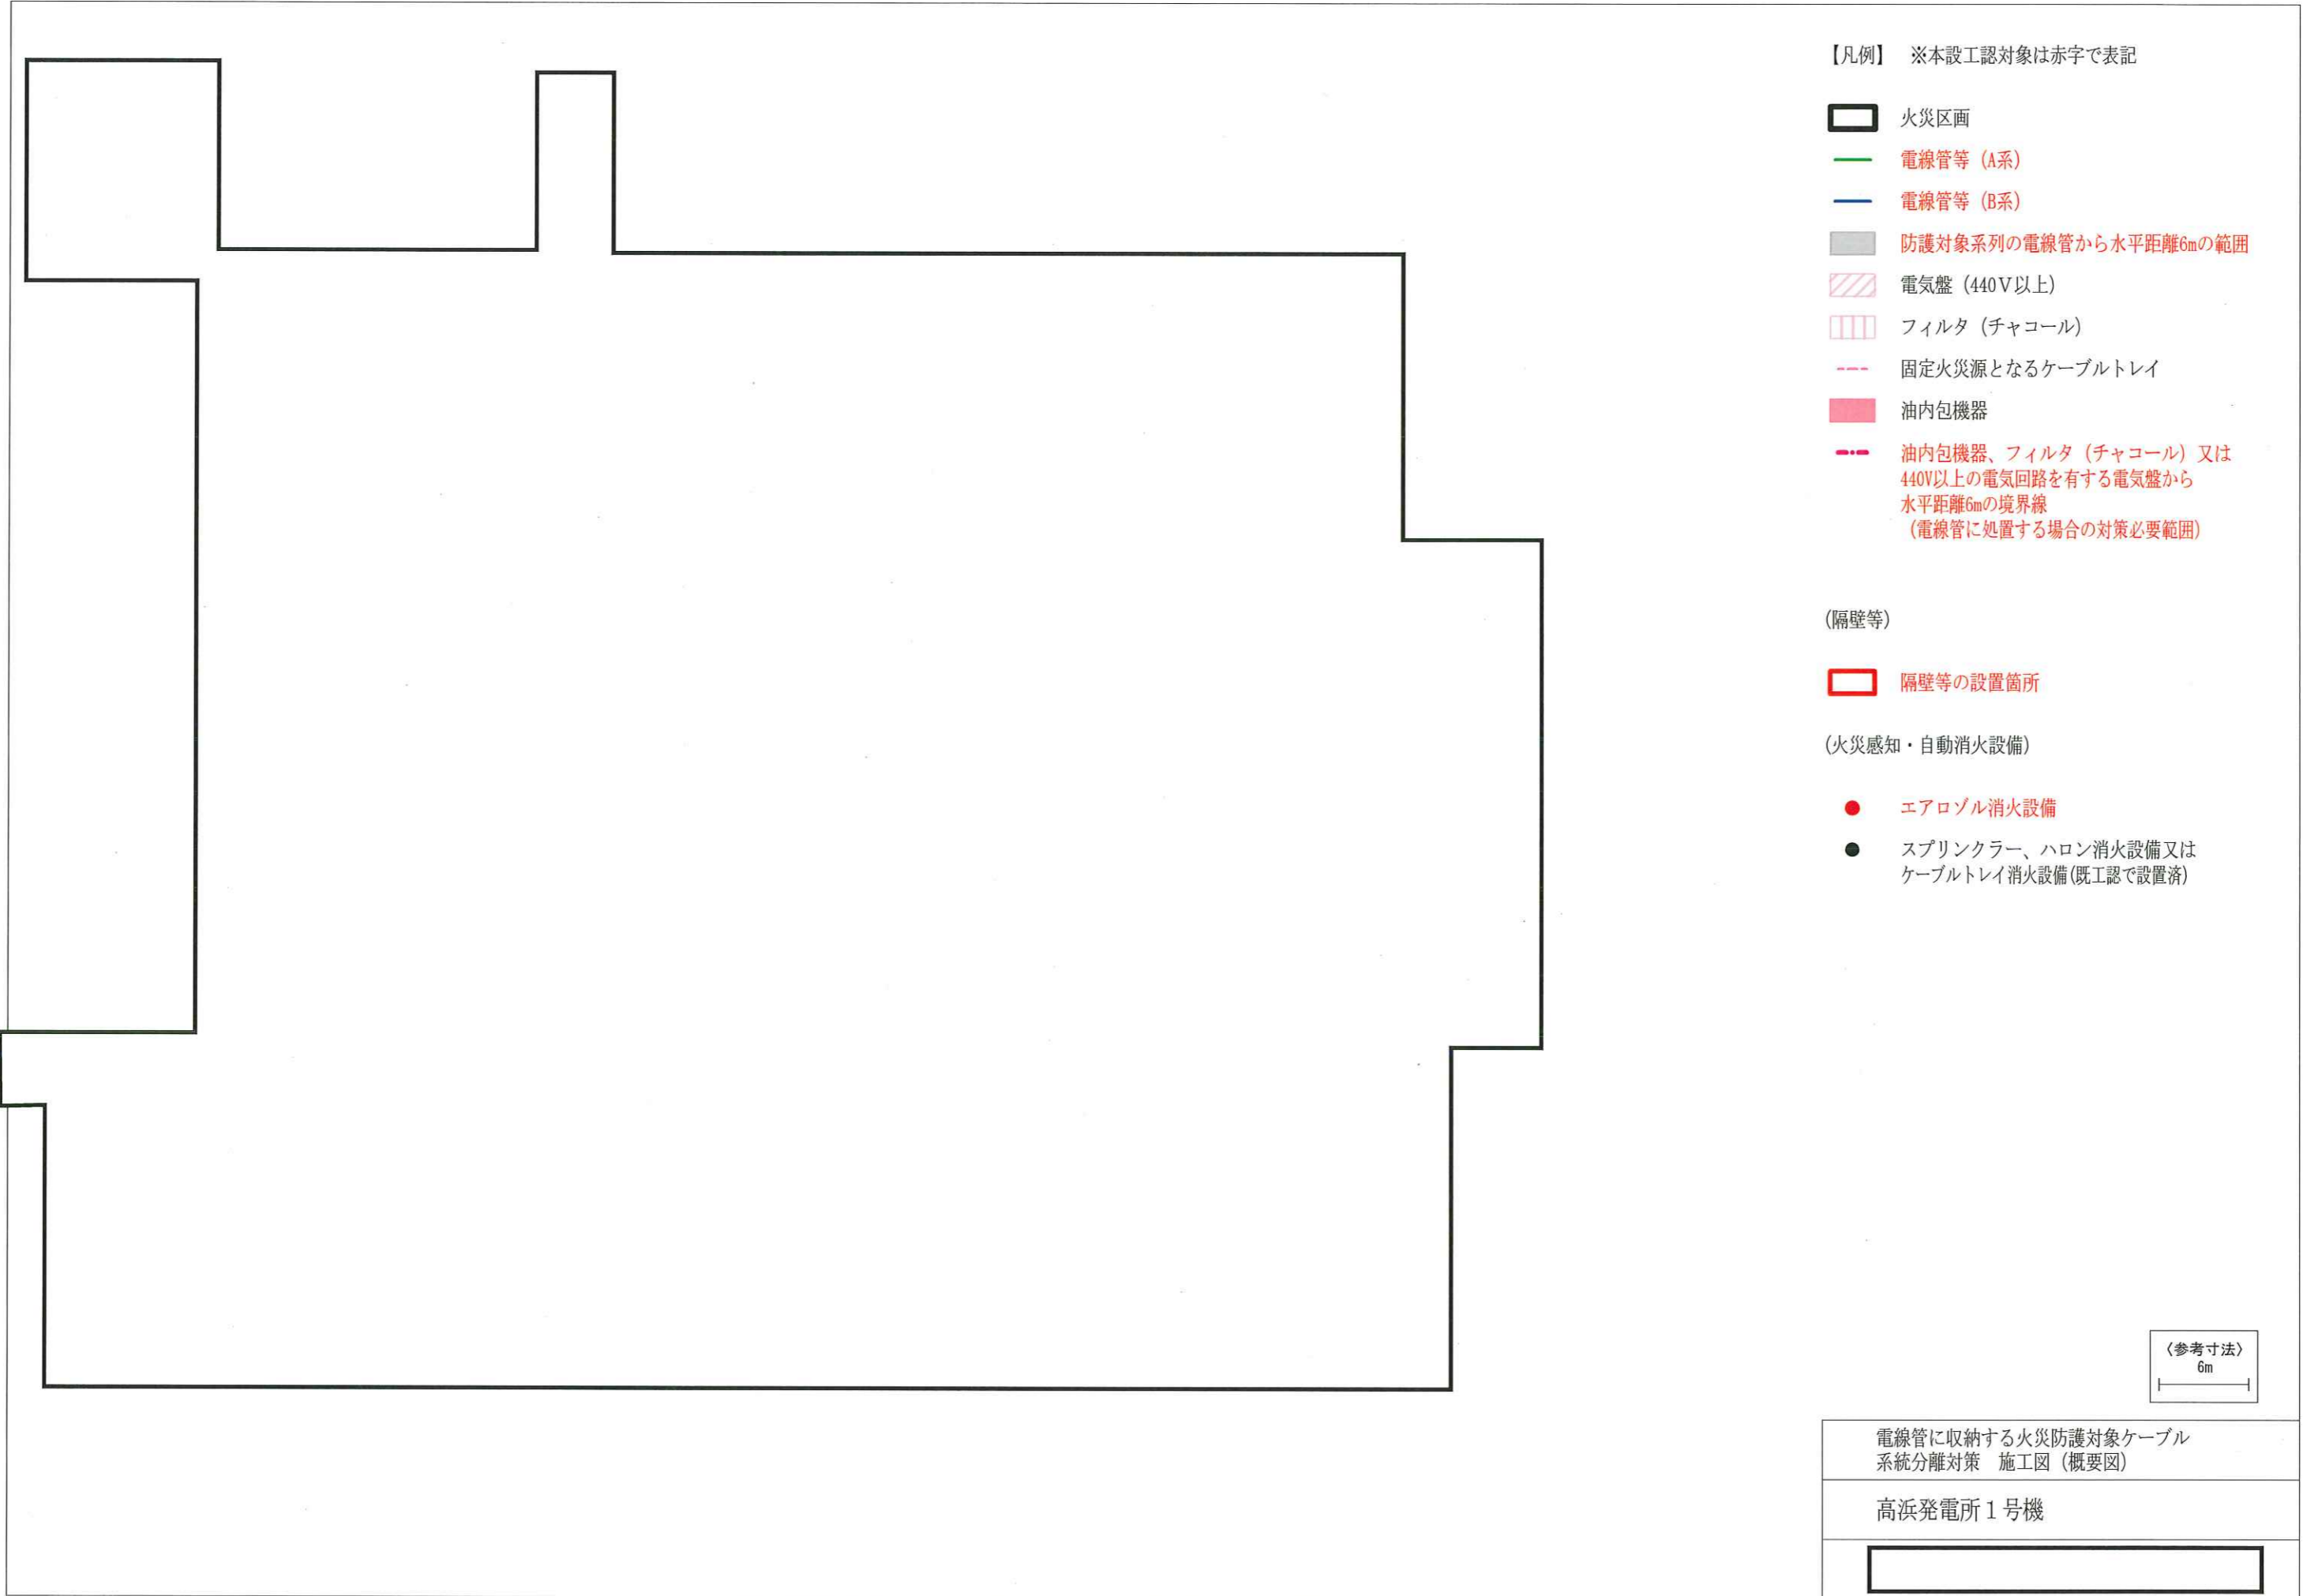 【凡例】　※本設工認対象は赤字で表記
火災区画
電線管等（A系）
電線管等（B系）
防護対象系列の電線管から水平距離6mの範囲
電気盤（440Ｖ以上）
フィルタ（チャコール）
固定火災源となるケーブルトレイ
油内包機器
油内包機器、フィルタ（チャコール）又は
440V以上の電気回路を有する電気盤から
水平距離6mの境界線
（電線管に処置する場合の対策必要範囲）
(隔壁等)
隔壁等の設置箇所
(火災感知・自動消火設備)
エアロゾル消火設備
スプリンクラー、ハロン消火設備又は
ケーブルトレイ消火設備(既工認で設置済)
〈参考寸法〉
6m
電線管に収納する火災防護対象ケーブル
系統分離対策　施工図（概要図）
高浜発電所１号機